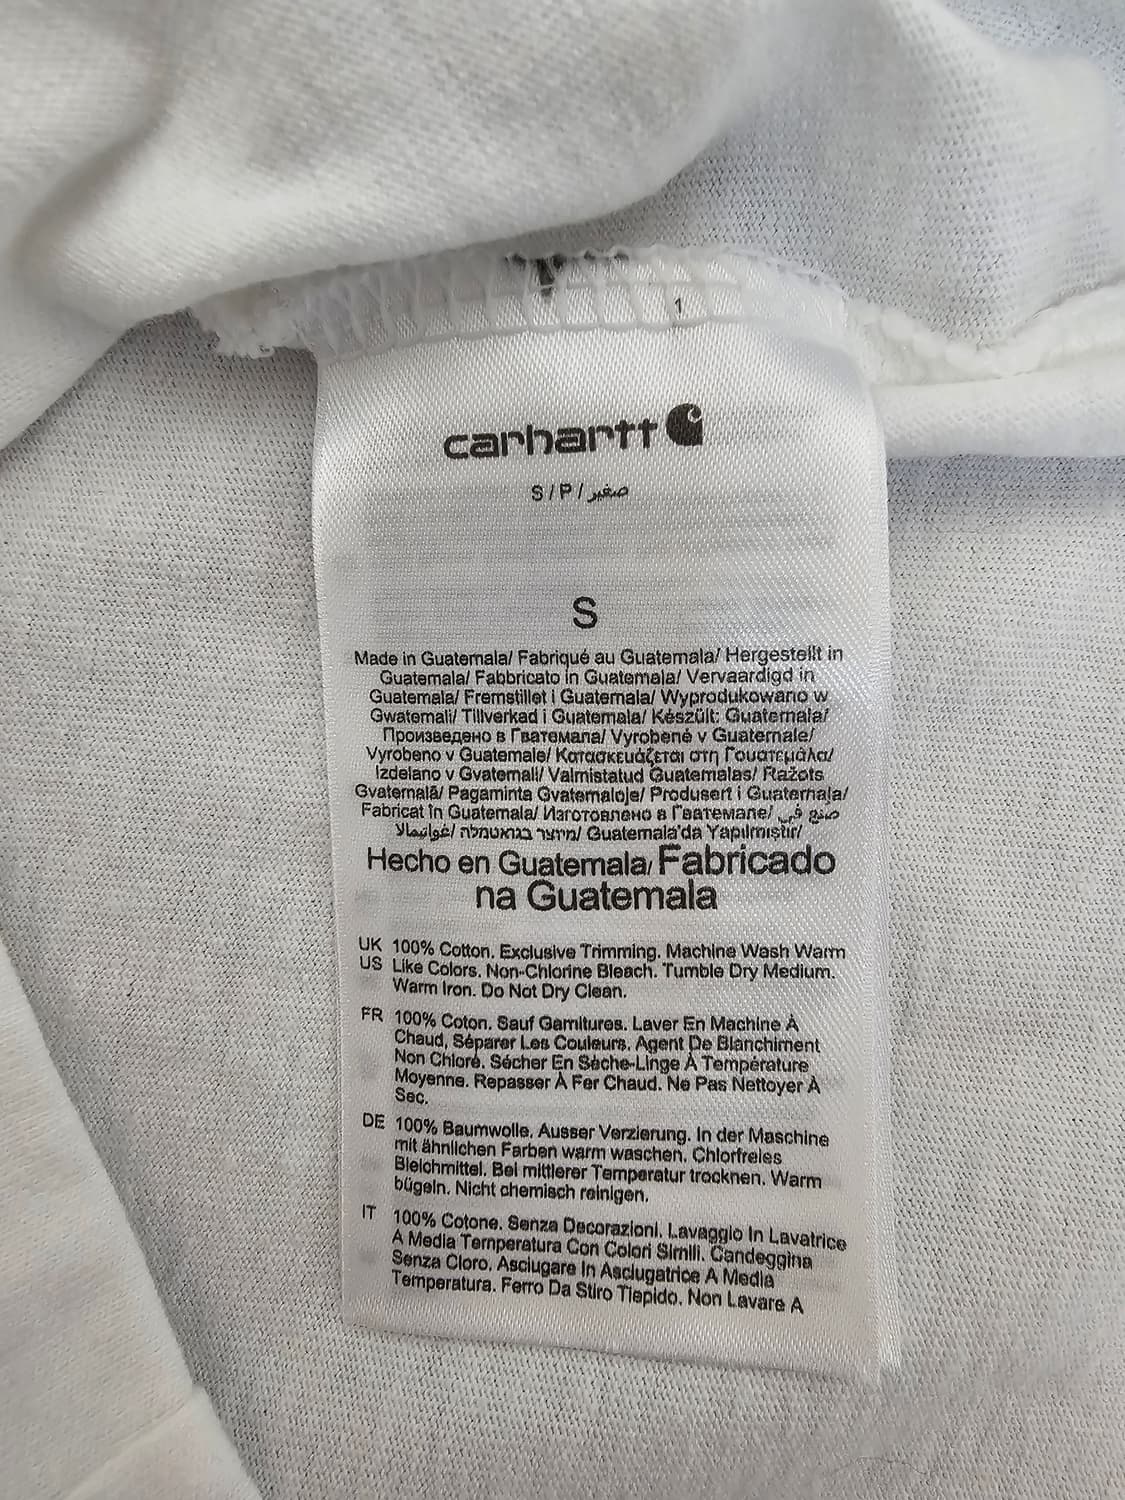 1
carhartt
S / P / صغير
S
Made in Guatemala/ Fabriqué au Guatemala/ Hergestellt in
Guatemala/ Fabbricato in Guatemala/ Vervaardigd in
Guatemala/ Fremstillet i Guatemala/ Wyprodukowano w
Gwatemali/ Tillverkad i Guatemala/ Készült: Guatemala/
Произведено в Гватемала/ Vyrobené v Guatemale/
Vyrobeno v Guatemale/ Κατασκευάζεται στη Γουατεμάλα/
Izdelano v Gvatemali/ Valmistatud Guatemalas/ Ražots
Gvatemalā/ Pagaminta Gvatemaloje/ Produsert i Guatemala/
Fabricat în Guatemala/ Изготовлено в Гватемале/ صنع في
غواتيمالا/ מיוצר בגואטמלה/ Guatemala'da Yapılmıştır/
Hecho en Guatemala/ Fabricado
na Guatemala
UK 100% Cotton. Exclusive Trimming. Machine Wash Warm
US Like Colors. Non-Chlorine Bleach. Tumble Dry Medium.
Warm Iron. Do Not Dry Clean.
FR 100% Coton. Sauf Garnitures. Laver En Machine À
Chaud, Séparer Les Couleurs. Agent De Blanchiment
Non Chloré. Sécher En Sèche-Linge À Température
Moyenne. Repasser À Fer Chaud. Ne Pas Nettoyer À
Sec.
DE 100% Baumwolle. Ausser Verzierung. In der Maschine
mit ähnlichen Farben warm waschen. Chlorfreies
Bleichmittel. Bei mittlerer Temperatur trocknen. Warm
bügeln. Nicht chemisch reinigen.
IT 100% Cotone. Senza Decorazioni. Lavaggio In Lavatrice
A Media Temperatura Con Colori Simili. Candeggina
Senza Cloro. Asciugare In Asciugatrice A Media
Temperatura. Ferro Da Stiro Tiepido. Non Lavare A